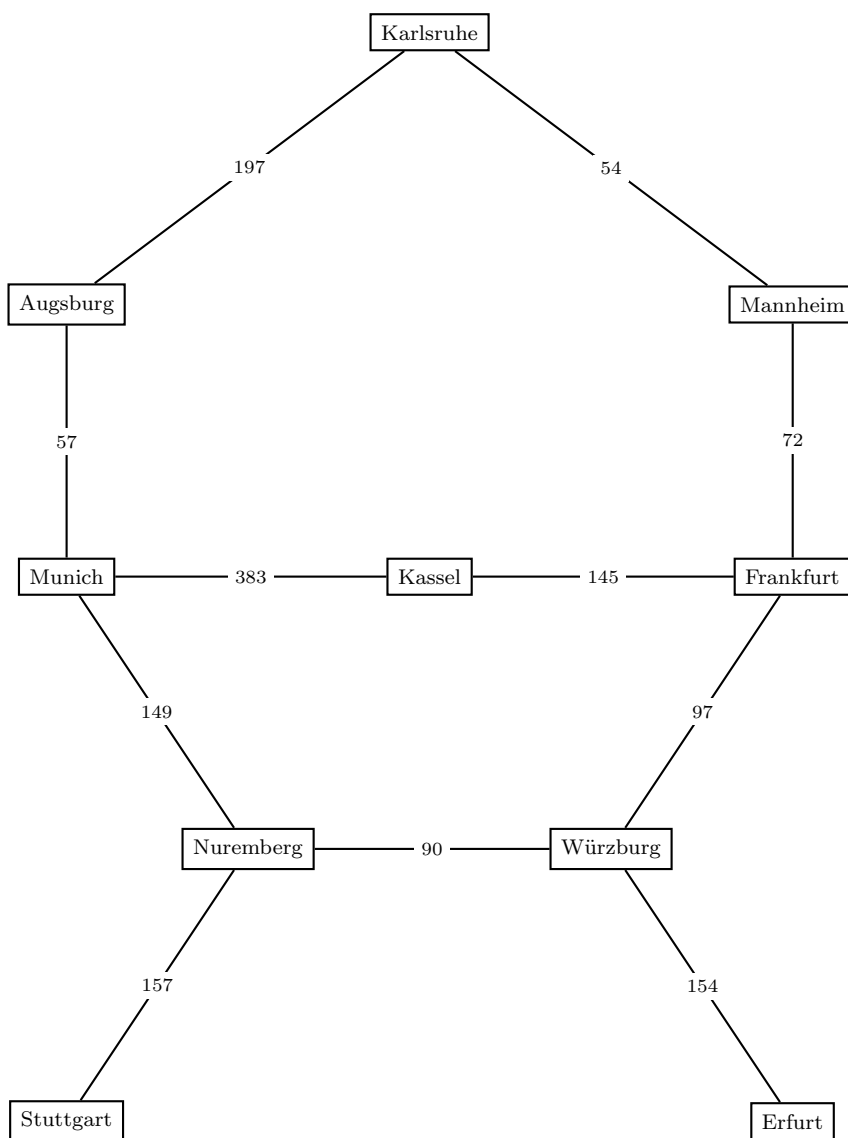 Karlsruhe
197
54
Augsburg
Mannheim
57
72
Munich
383
Kassel
145
Frankfurt
149
97
Nuremberg
90
Würzburg
157
154
Stuttgart
Erfurt